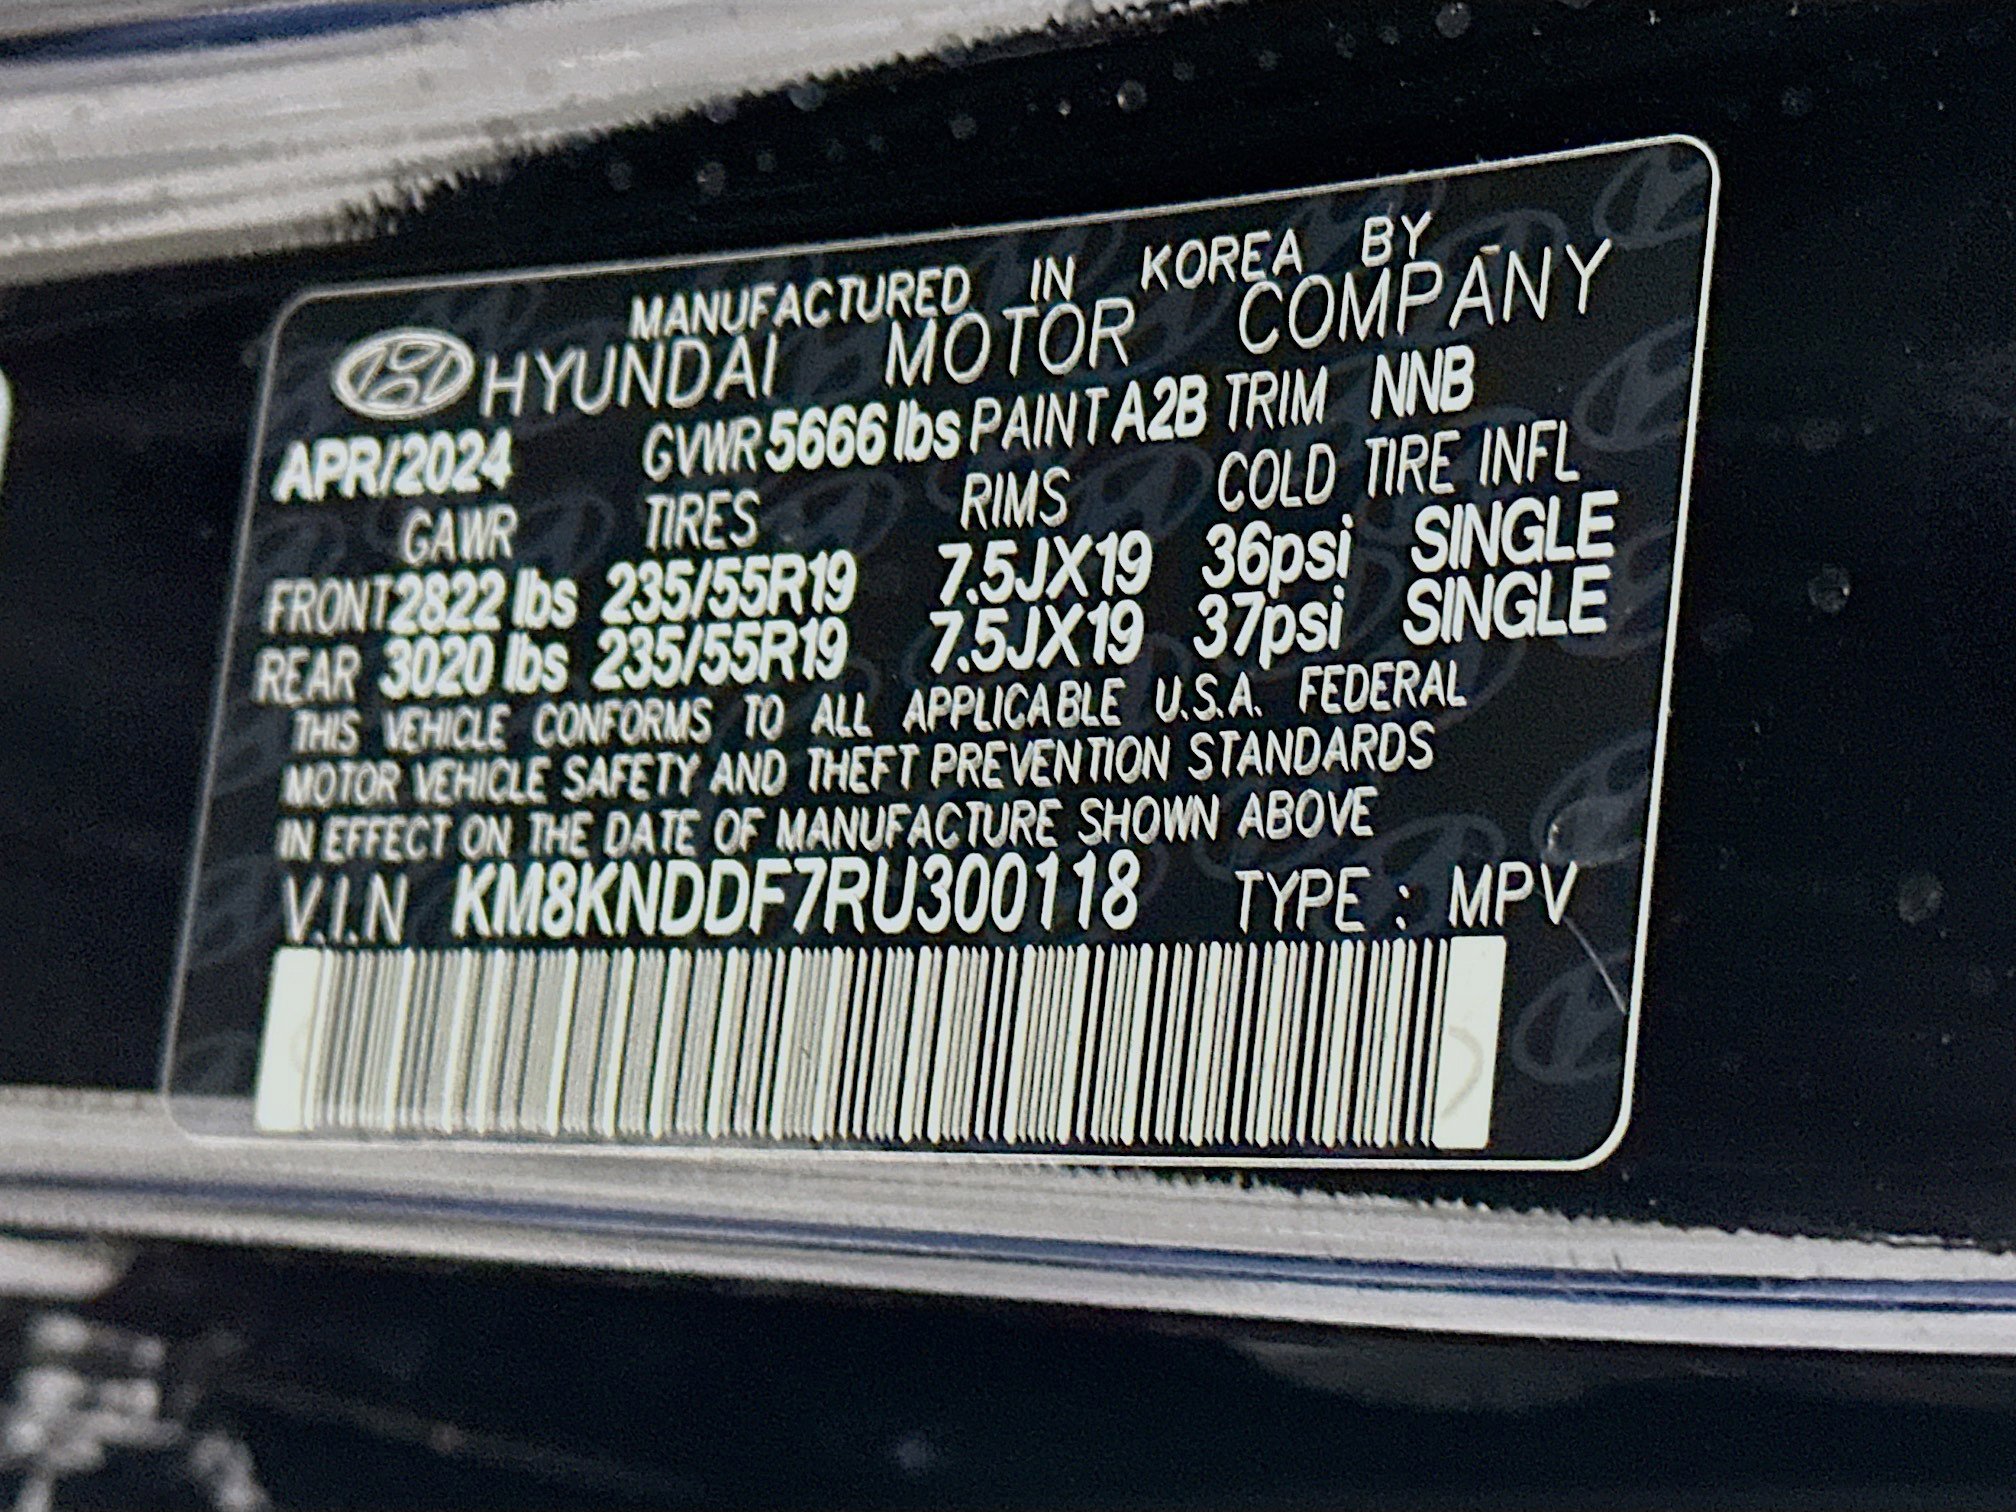 MANUFACTURED IN KOREA BY
HYUNDAI MOTOR COMPANY
APR/2024 GVWR 5666 lbs PAINT A2B TRIM NNB
GAWR TIRES RIMS COLD TIRE INFL
FRONT 2822 lbs 235/55R19 7.5JX19 36psi SINGLE
REAR 3020 lbs 235/55R19 7.5JX19 37psi SINGLE
THIS VEHICLE CONFORMS TO ALL APPLICABLE U.S.A. FEDERAL
MOTOR VEHICLE SAFETY AND THEFT PREVENTION STANDARDS
IN EFFECT ON THE DATE OF MANUFACTURE SHOWN ABOVE
V.I.N KM8KNDDF7RU300118 TYPE : MPV